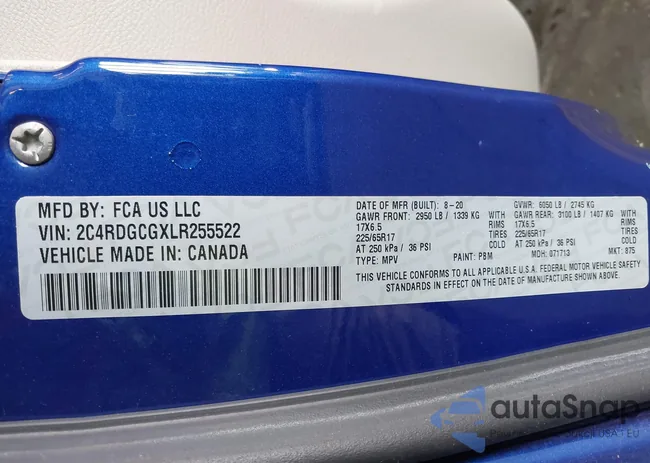 MFD BY: FCA US LLC
VIN: 2C4RDGCGXLR255522
VEHICLE MADE IN: CANADA
DATE OF MFR (BUILT): 8-20
GAWR FRONT: 2950 LB / 1339 KG WITH
17X6.5 RIMS
225/65R17 TIRES
AT 250 kPa / 36 PSI COLD
TYPE: MPV PAINT: PBM
GVWR: 6050 LB / 2745 KG
GAWR REAR: 3100 LB / 1407 KG WITH
17X6.5 RIMS
225/65R17 TIRES
AT 250 kPa / 36 PSI COLD
MDH: 071713 MKT: 875
THIS VEHICLE CONFORMS TO ALL APPLICABLE U.S.A. FEDERAL MOTOR VEHICLE SAFETY
STANDARDS IN EFFECT ON THE DATE OF MANUFACTURE SHOWN ABOVE.
autoSnap